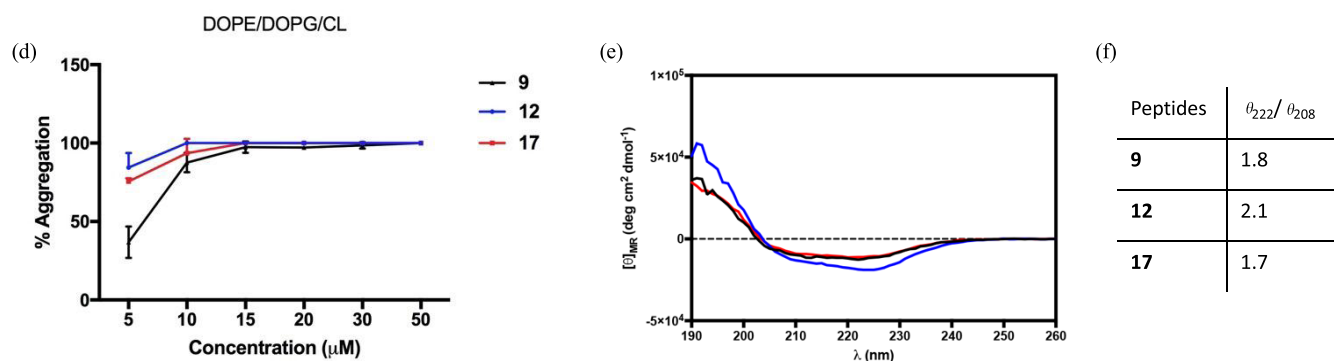 DOPE/DOPG/CL
(d)
150
100
50
0
% Aggregation
5 10 15 20 30 50
Concentration (μM)
9
12
17
(e)
1×10⁵
5×10⁴
0
-5×10⁴
[θ]MR (deg cm² dmol⁻¹)
190 200 210 220 230 240 250 260
λ (nm)
(f)
Peptides θ₂₂₂/ θ₂₀₈
9 1.8
12 2.1
17 1.7